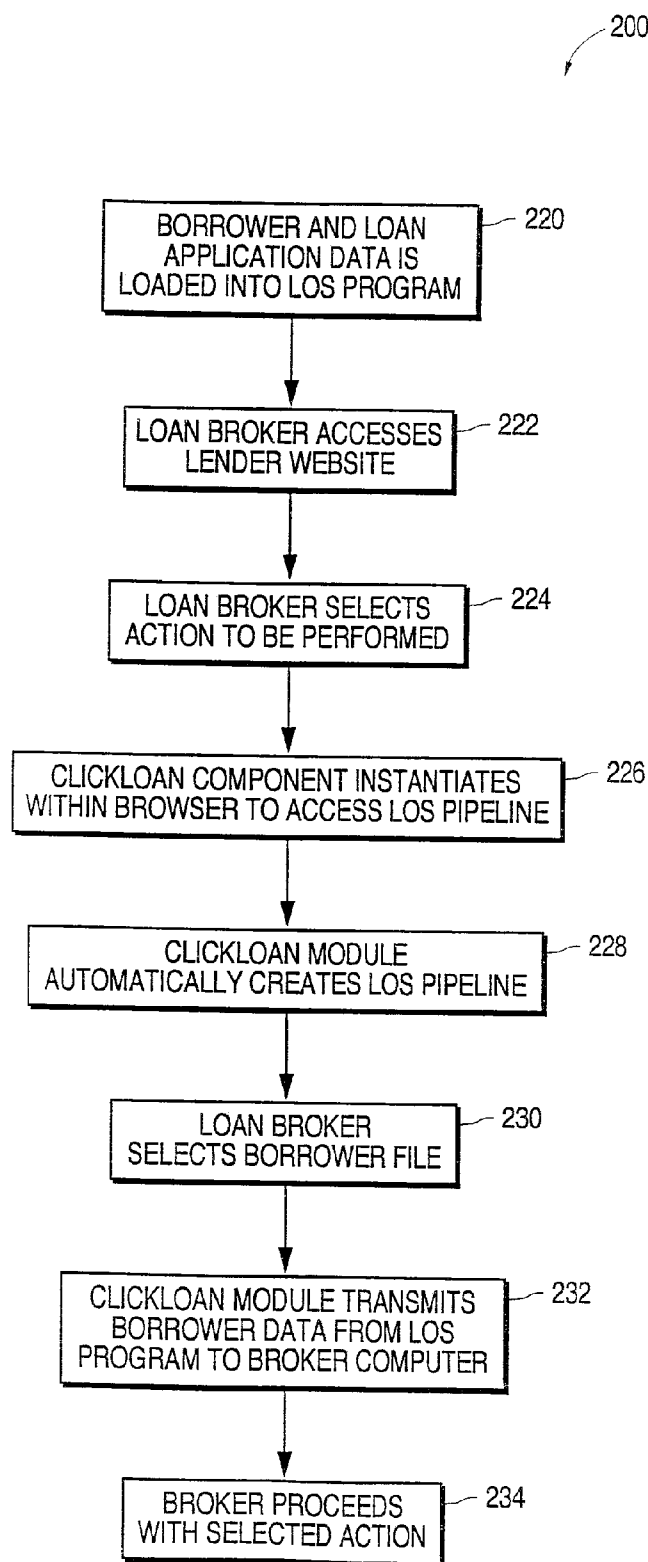 200
BORROWER AND LOAN
APPLICATION DATA IS
LOADED INTO LOS PROGRAM
220
LOAN BROKER ACCESSES
LENDER WEBSITE
222
LOAN BROKER SELECTS
ACTION TO BE PERFORMED
224
CLICKLOAN COMPONENT INSTANTIATES
WITHIN BROWSER TO ACCESS LOS PIPELINE
226
CLICKLOAN MODULE
AUTOMATICALLY CREATES LOS PIPELINE
228
LOAN BROKER
SELECTS BORROWER FILE
230
CLICKLOAN MODULE TRANSMITS
BORROWER DATA FROM LOS
PROGRAM TO BROKER COMPUTER
232
BROKER PROCEEDS
WITH SELECTED ACTION
234